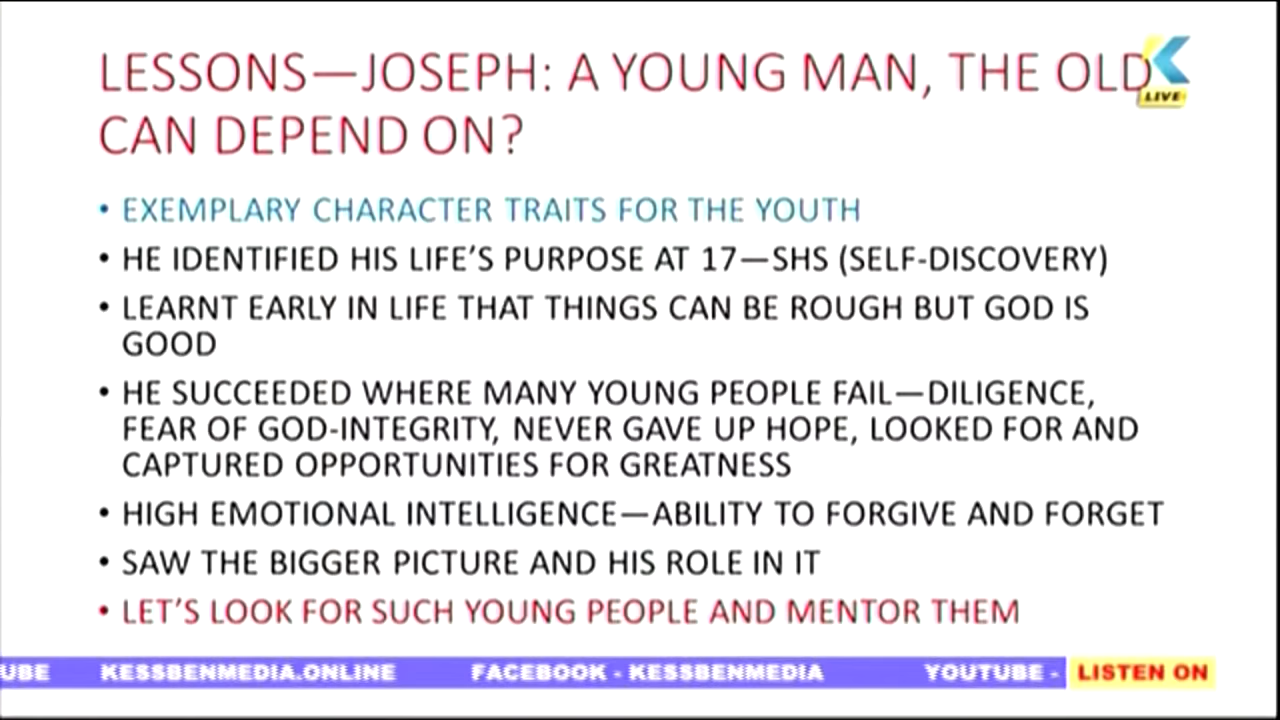 LESSONS—JOSEPH: A YOUNG MAN, THE OLD
CAN DEPEND ON?
LIVE
• EXEMPLARY CHARACTER TRAITS FOR THE YOUTH
• HE IDENTIFIED HIS LIFE'S PURPOSE AT 17—SHS (SELF-DISCOVERY)
• LEARNT EARLY IN LIFE THAT THINGS CAN BE ROUGH BUT GOD IS
GOOD
• HE SUCCEEDED WHERE MANY YOUNG PEOPLE FAIL—DILIGENCE,
FEAR OF GOD-INTEGRITY, NEVER GAVE UP HOPE, LOOKED FOR AND
CAPTURED OPPORTUNITIES FOR GREATNESS
• HIGH EMOTIONAL INTELLIGENCE—ABILITY TO FORGIVE AND FORGET
• SAW THE BIGGER PICTURE AND HIS ROLE IN IT
• LET'S LOOK FOR SUCH YOUNG PEOPLE AND MENTOR THEM
UBE KESSBENMEDIA.ONLINE FACEBOOK - KESSBENMEDIA YOUTUBE - LISTEN ON